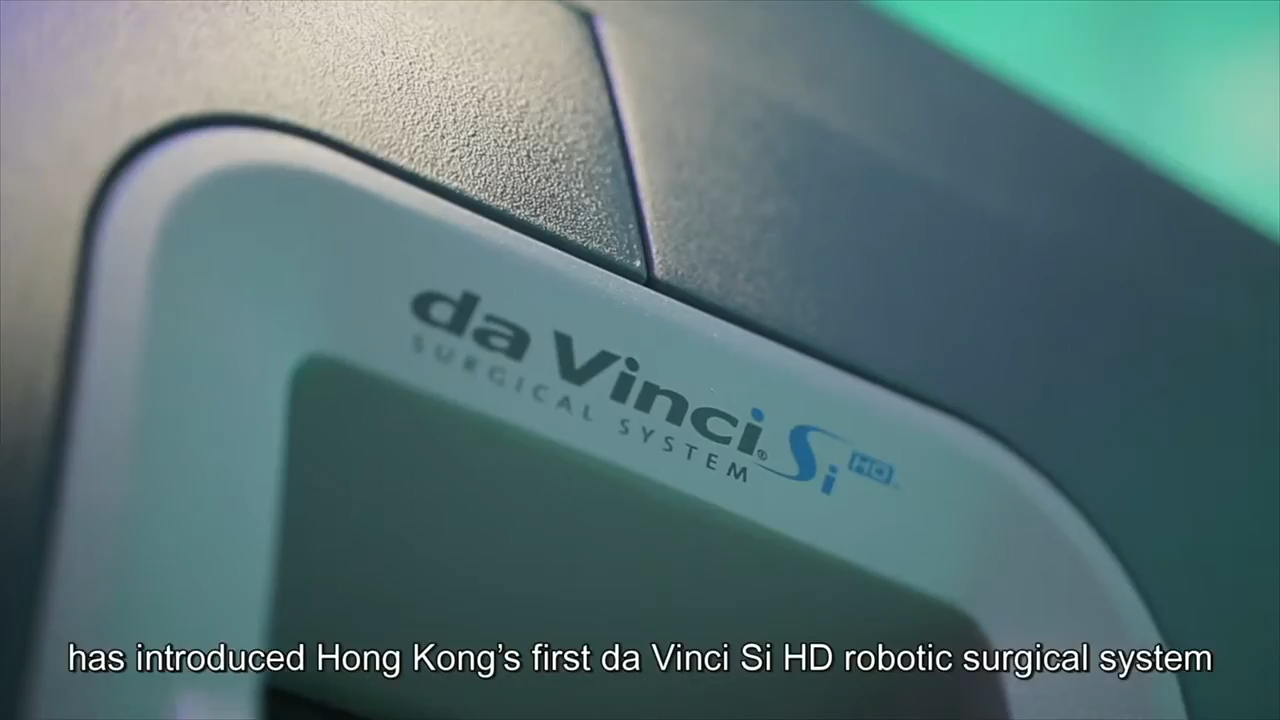 da Vinci® Si HD
SURGICAL SYSTEM
has introduced Hong Kong's first da Vinci Si HD robotic surgical system